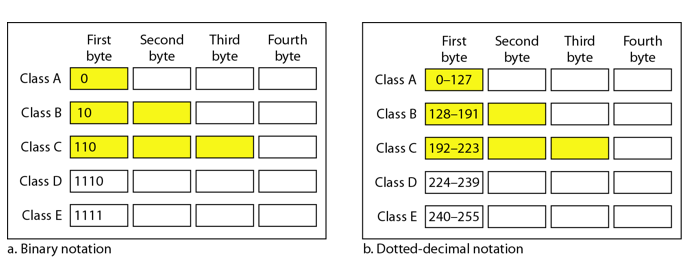 First byte Second byte Third byte Fourth byte
Class A 0
Class B 10
Class C 110
Class D 1110
Class E 1111
a. Binary notation
First byte Second byte Third byte Fourth byte
Class A 0–127
Class B 128–191
Class C 192–223
Class D 224–239
Class E 240–255
b. Dotted-decimal notation